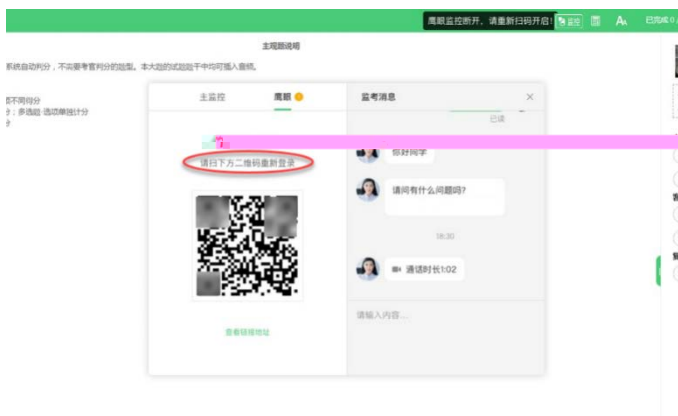 鹰眼监控断开，请重新扫码开启!
监控
已完成0
主观题说明
系统自动判分，不需要考官判分的题型。本大题的试题题干中均可插入音频。
项不同得分
分；多选题-选项单独计分
分
主监控
鹰眼
监考消息
已读
你好同学
请扫下方二维码重新登录
请问有什么问题吗?
18:30
通话时长1:02
请输入内容...
查看链接地址